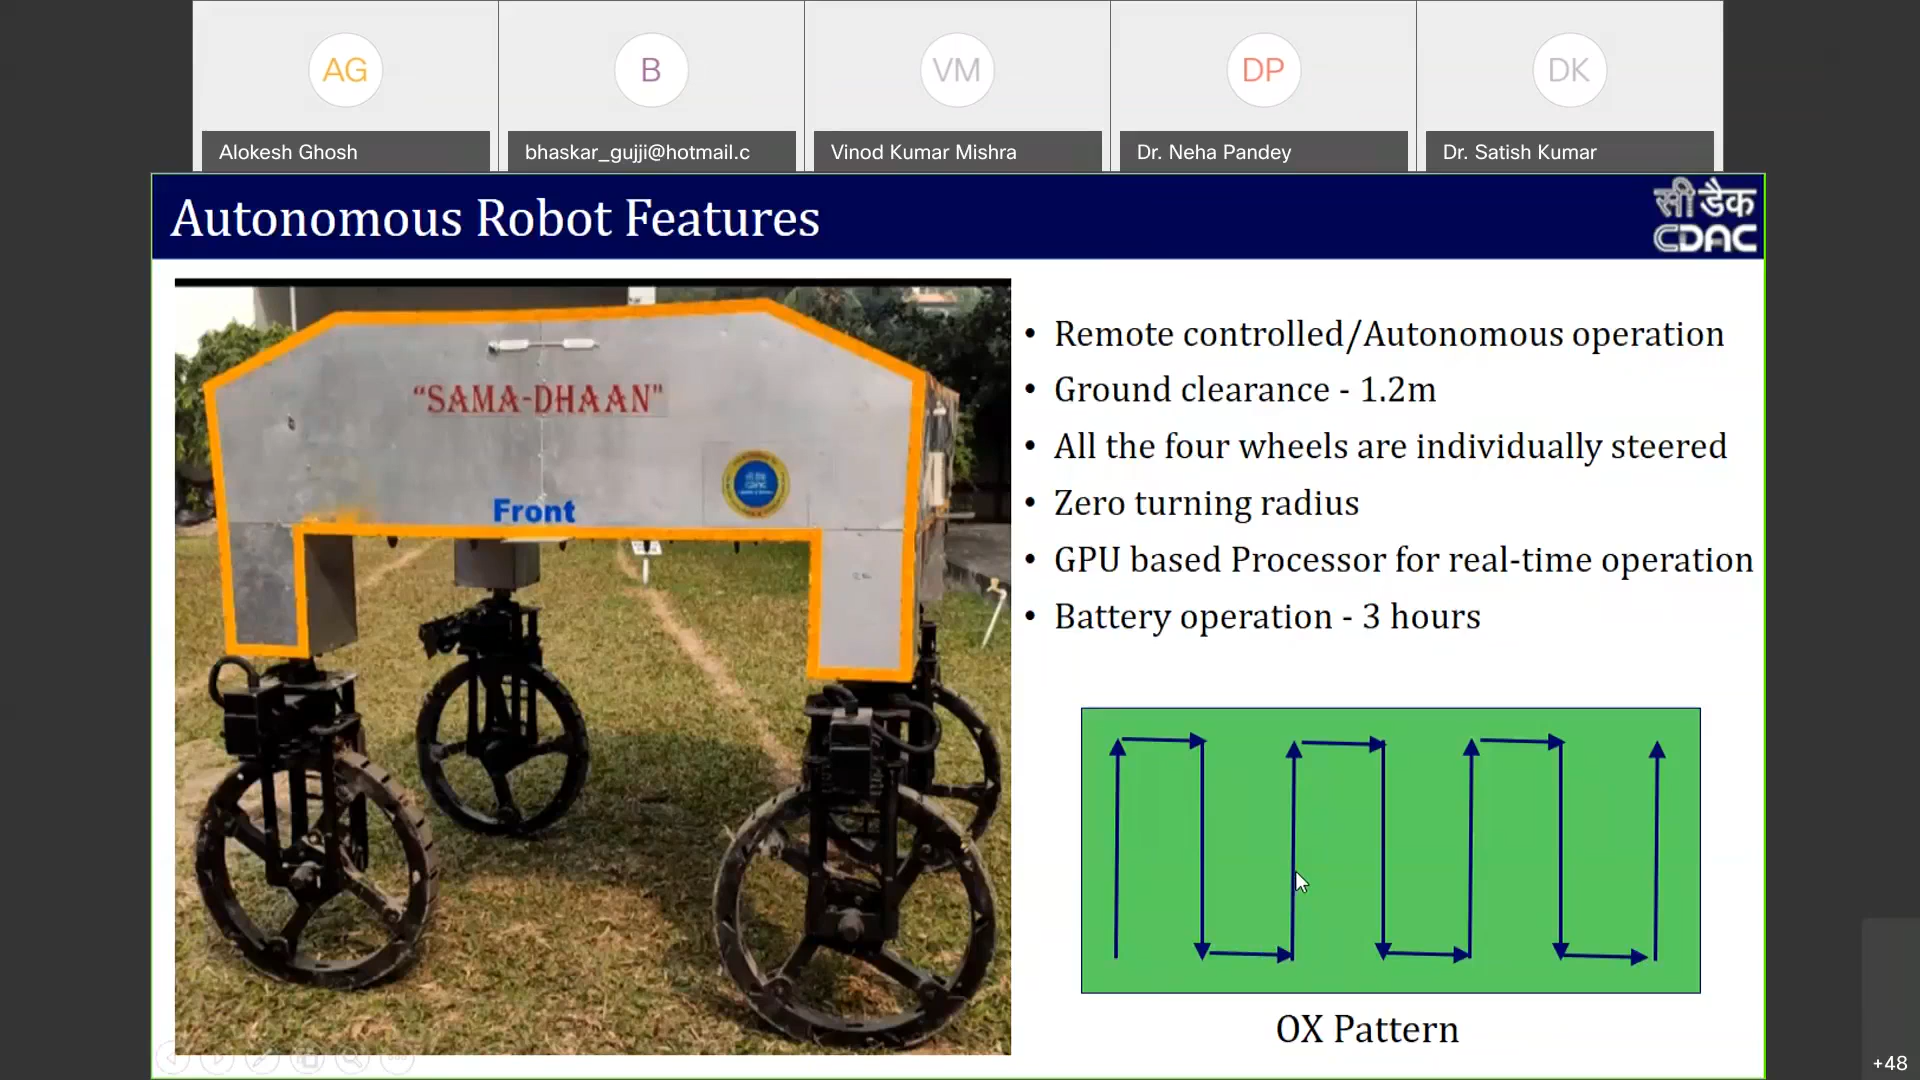 AG
B
VM
DP
DK
Alokesh Ghosh
bhaskar_gujji@hotmail.c
Vinod Kumar Mishra
Dr. Neha Pandey
Dr. Satish Kumar
Autonomous Robot Features
सी डैक
CDAC
“SAMA-DHAAN"
सी डैक
CDAC
Front
• Remote controlled/Autonomous operation
• Ground clearance - 1.2m
• All the four wheels are individually steered
• Zero turning radius
• GPU based Processor for real-time operation
• Battery operation - 3 hours
OX Pattern
+48